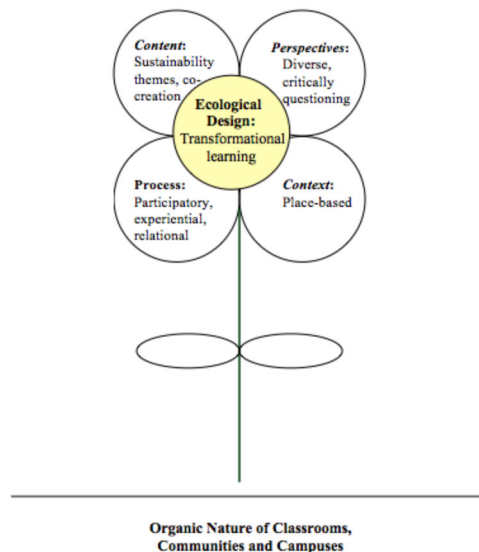 Content:
Sustainability
themes, co-
creation
Perspectives:
Diverse,
critically
questioning
Ecological
Design:
Transformational
learning
Process:
Participatory,
experiential,
relational
Context:
Place-based
Organic Nature of Classrooms,
Communities and Campuses